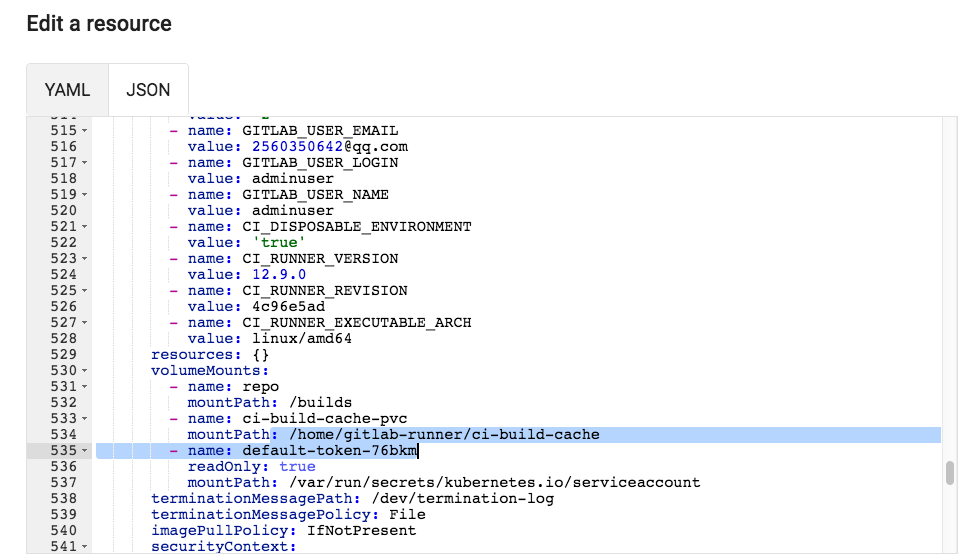 Edit a resource
YAML JSON
515 - name: GITLAB_USER_EMAIL
516 value: 2560350642@qq.com
517 - name: GITLAB_USER_LOGIN
518 value: adminuser
519 - name: GITLAB_USER_NAME
520 value: adminuser
521 - name: CI_DISPOSABLE_ENVIRONMENT
522 value: 'true'
523 - name: CI_RUNNER_VERSION
524 value: 12.9.0
525 - name: CI_RUNNER_REVISION
526 value: 4c96e5ad
527 - name: CI_RUNNER_EXECUTABLE_ARCH
528 value: linux/amd64
529 resources: {}
530 volumeMounts:
531 - name: repo
532 mountPath: /builds
533 - name: ci-build-cache-pvc
534 mountPath: /home/gitlab-runner/ci-build-cache
535 - name: default-token-76bkm
536 readOnly: true
537 mountPath: /var/run/secrets/kubernetes.io/serviceaccount
538 terminationMessagePath: /dev/termination-log
539 terminationMessagePolicy: File
540 imagePullPolicy: IfNotPresent
541 securityContext: